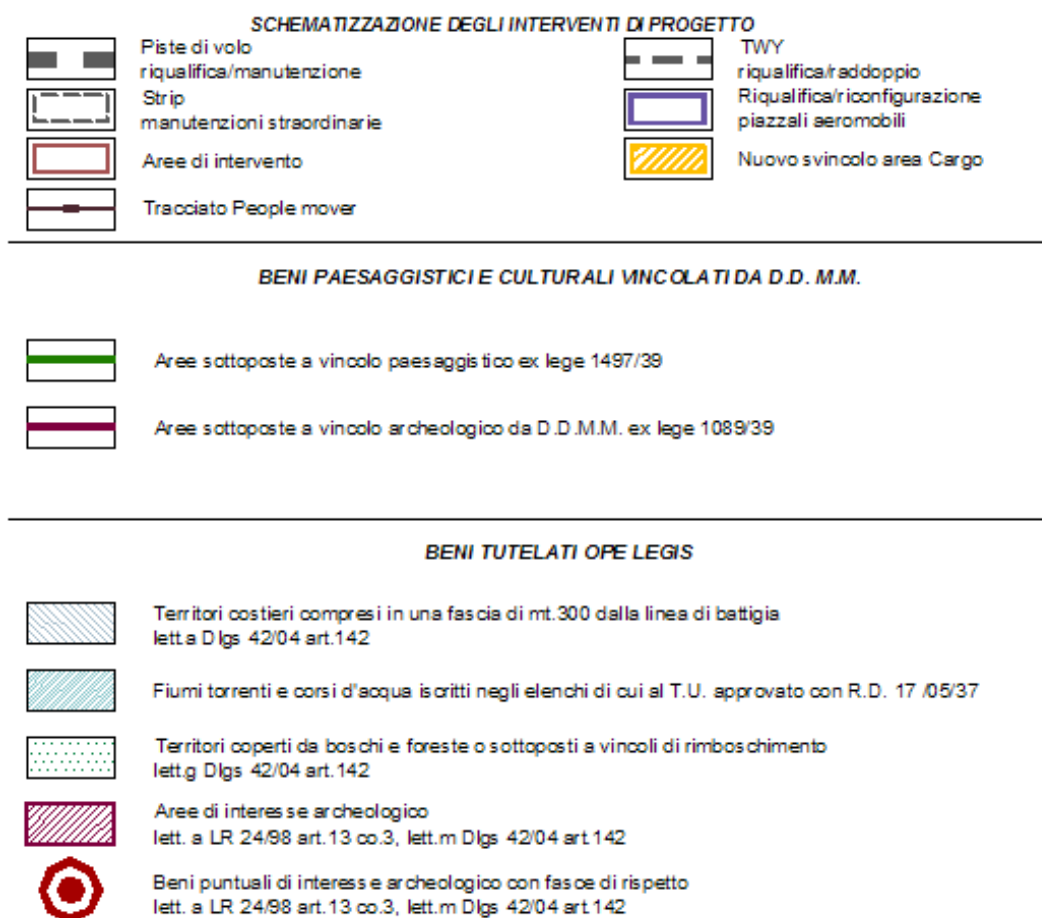 SCHEMATIZZAZIONE DEGLI INTERVENTI DI PROGETTO
Piste di volo
riqualifica/manutenzione
Strip
manutenzioni straordinarie
Aree di intervento
Tracciato People mover
TWY
riqualifica/raddoppio
Riqualifica/riconfigurazione
piazzali aeromobili
Nuovo svincolo area Cargo
BENI PAESAGGISTICI E CULTURALI VINCOLATI DA D.D. M.M.
Aree sottoposte a vincolo paesaggistico ex lege 1497/39
Aree sottoposte a vincolo archeologico da D.D.M.M. ex lege 1089/39
BENI TUTELATI OPE LEGIS
Territori costieri compresi in una fascia di mt.300 dalla linea di battigia
lett.a Dlgs 42/04 art.142
Fiumi torrenti e corsi d'acqua iscritti negli elenchi di cui al T.U. approvato con R.D. 17 /05/37
Territori coperti da boschi e foreste o sottoposti a vincoli di rimboschimento
lett.g Dlgs 42/04 art.142
Aree di interesse archeologico
lett. a LR 24/98 art.13 co.3, lett.m Dlgs 42/04 art.142
Beni puntuali di interesse archeologico con fasce di rispetto
lett. a LR 24/98 art.13 co.3, lett.m Dlgs 42/04 art.142